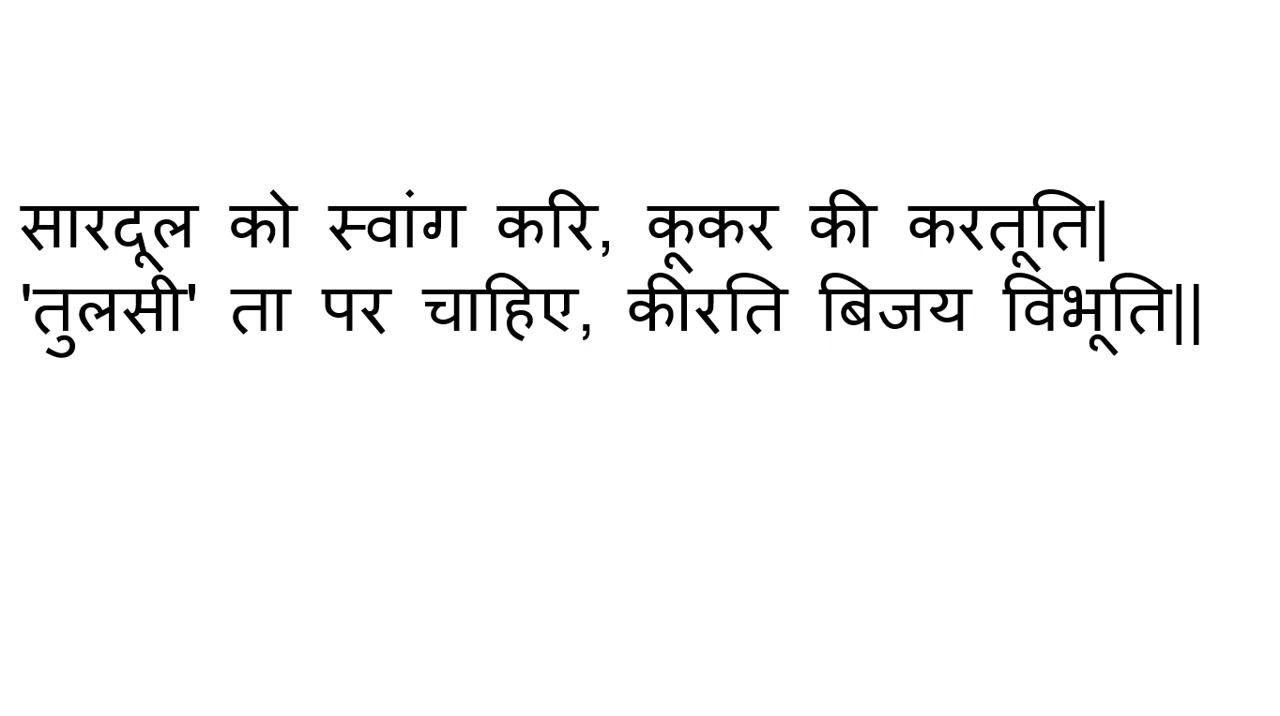 सारदूल को स्वांग करि, कूकर की करतूति|
'तुलसी' ता पर चाहिए, कीरति बिजय विभूति||